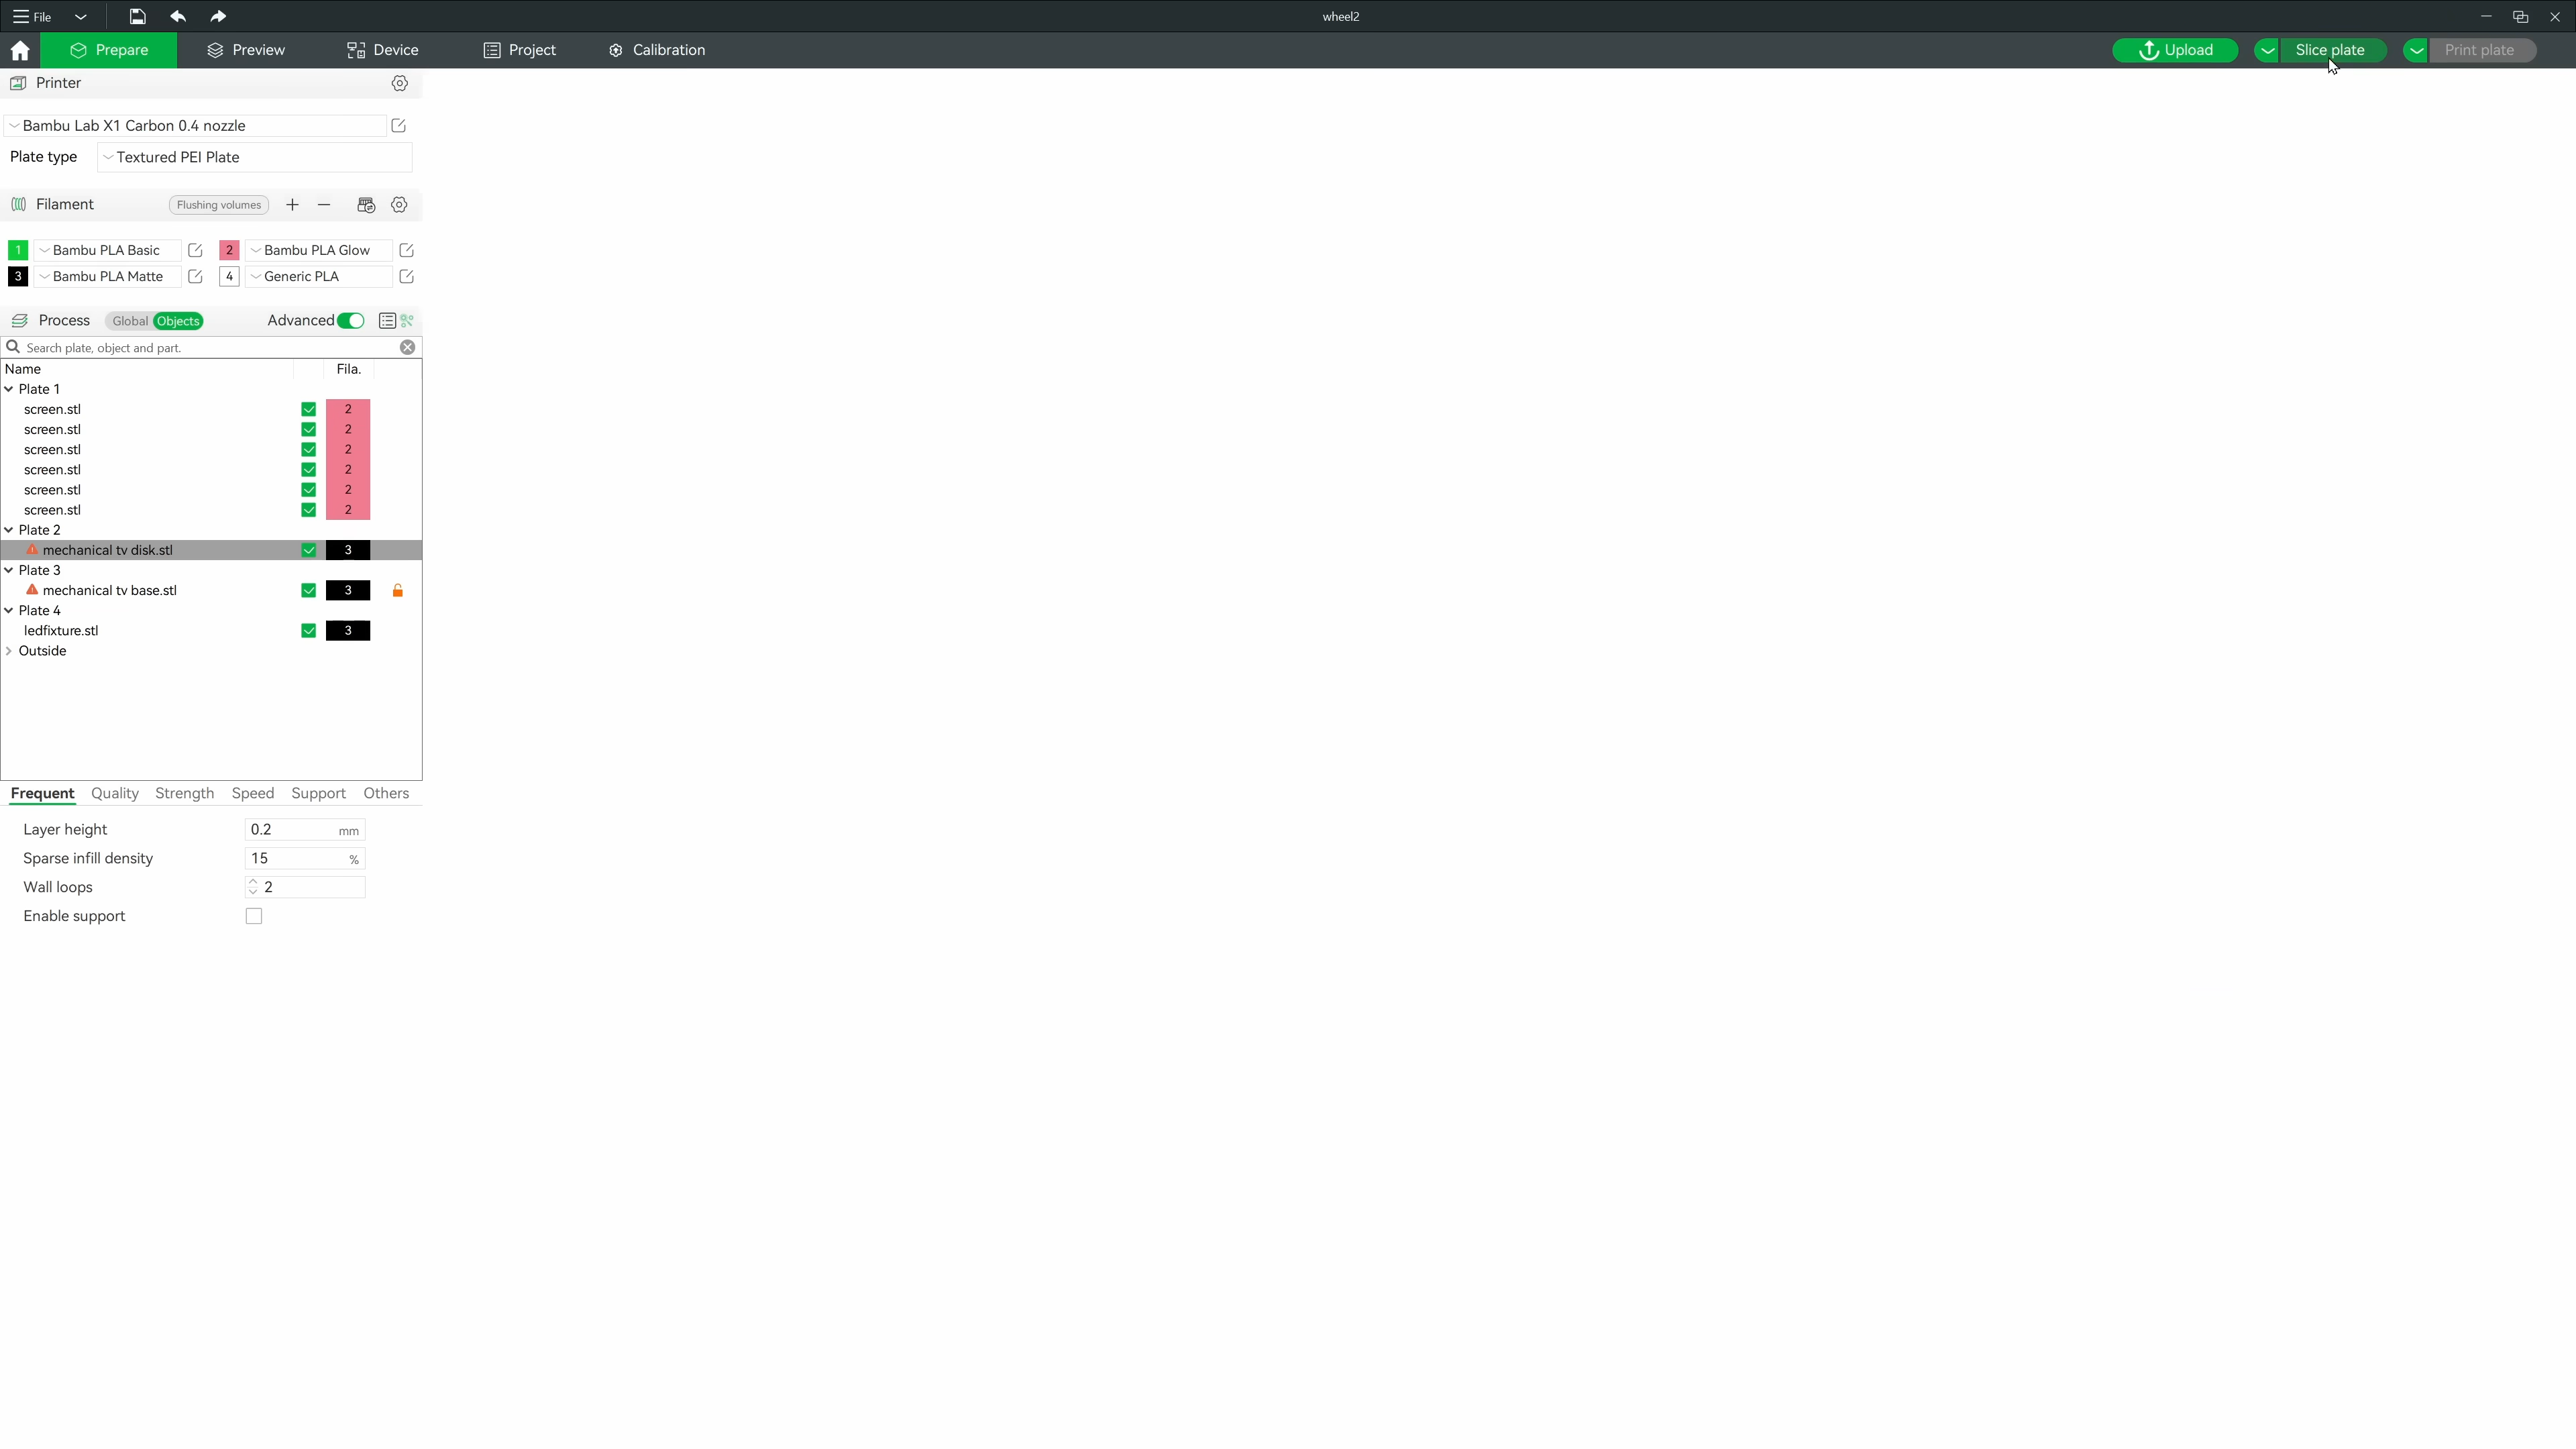 File
wheel2
Prepare Preview Device Project Calibration Upload Slice plate Print plate
Printer
Bambu Lab X1 Carbon 0.4 nozzle
Plate type Textured PEI Plate
Filament Flushing volumes
1 Bambu PLA Basic 2 Bambu PLA Glow
3 Bambu PLA Matte 4 Generic PLA
Process Global Objects Advanced
Search plate, object and part.
Name Fila.
Plate 1
screen.stl 2
screen.stl 2
screen.stl 2
screen.stl 2
screen.stl 2
screen.stl 2
Plate 2
mechanical tv disk.stl 3
Plate 3
mechanical tv base.stl 3
Plate 4
ledfixture.stl 3
Outside
Frequent Quality Strength Speed Support Others
Layer height 0.2 mm
Sparse infill density 15 %
Wall loops 2
Enable support